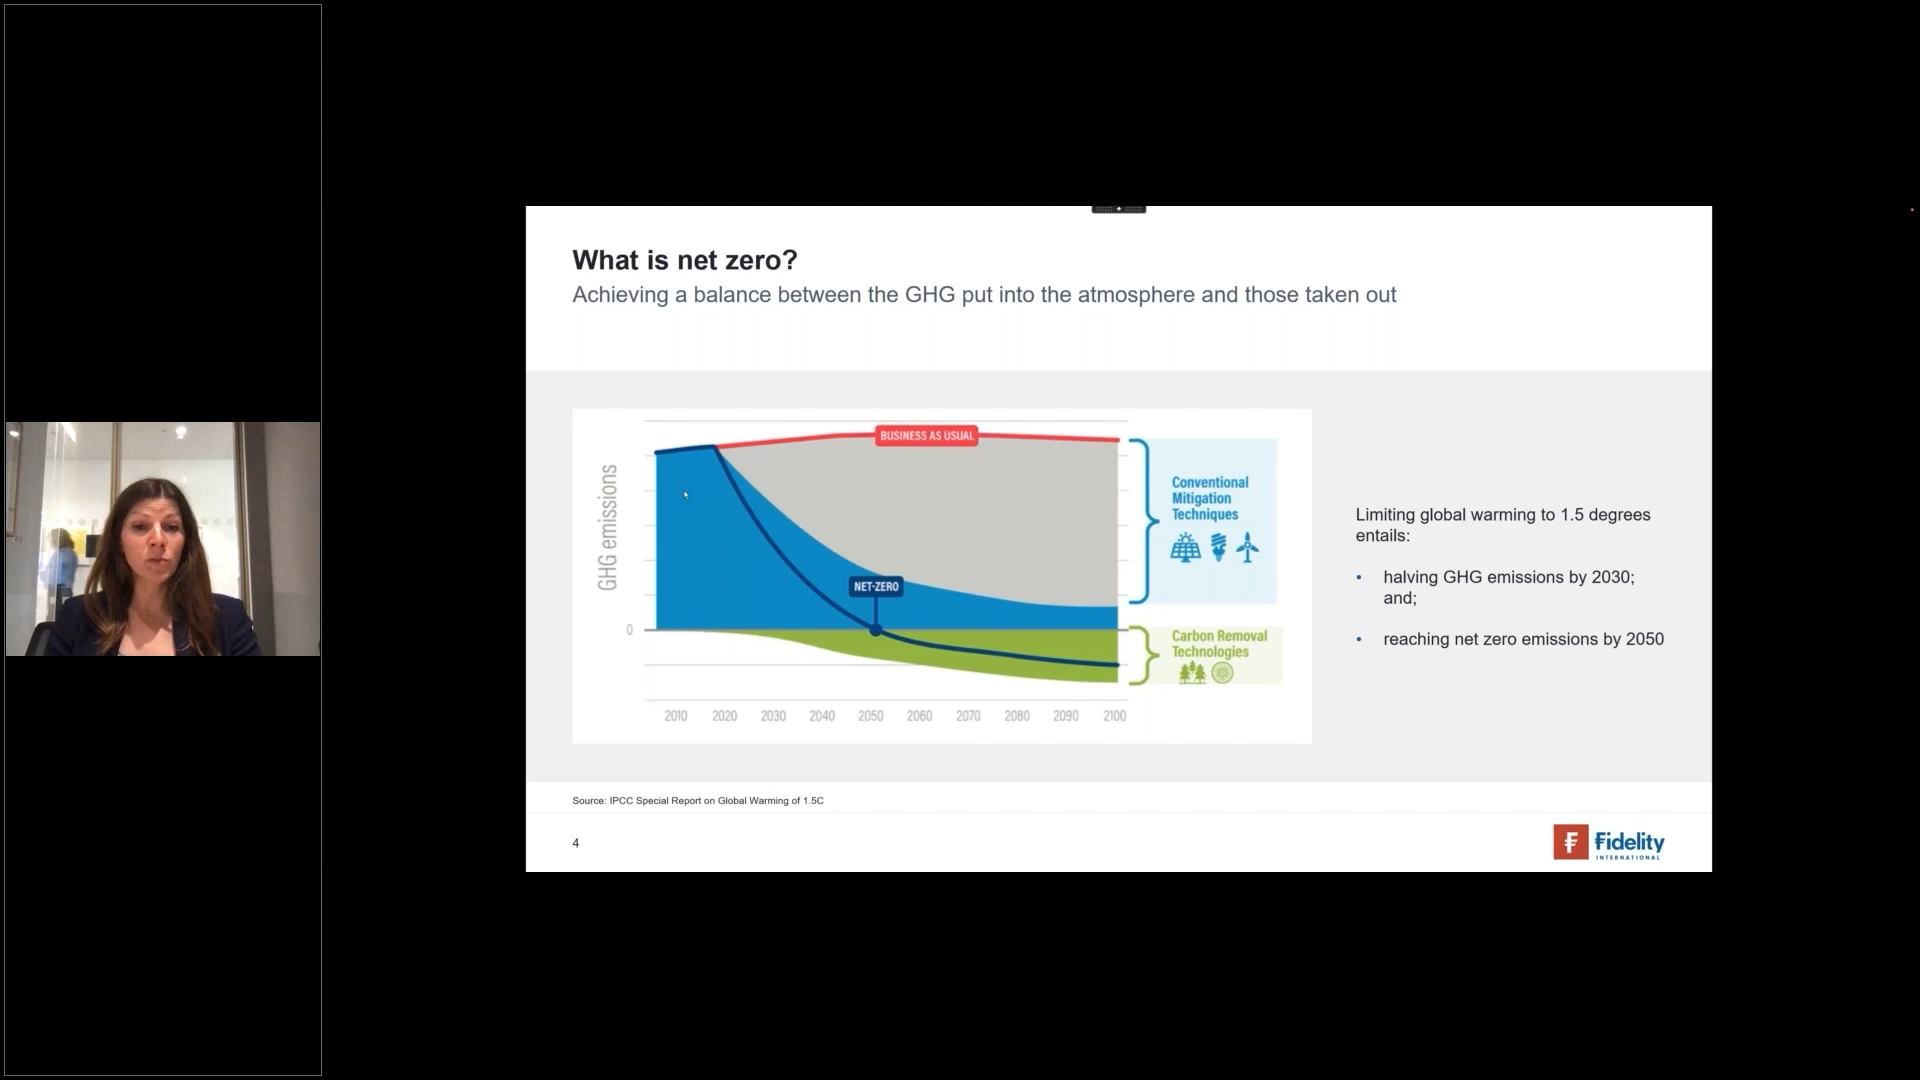 What is net zero?
Achieving a balance between the GHG put into the atmosphere and those taken out
GHG emissions
0
BUSINESS AS USUAL
NET-ZERO
Conventional
Mitigation
Techniques
Carbon Removal
Technologies
2010 2020 2030 2040 2050 2060 2070 2080 2090 2100
Limiting global warming to 1.5 degrees
entails:
• halving GHG emissions by 2030;
and;
• reaching net zero emissions by 2050
Source: IPCC Special Report on Global Warming of 1.5C
4
F Fidelity
INTERNATIONAL